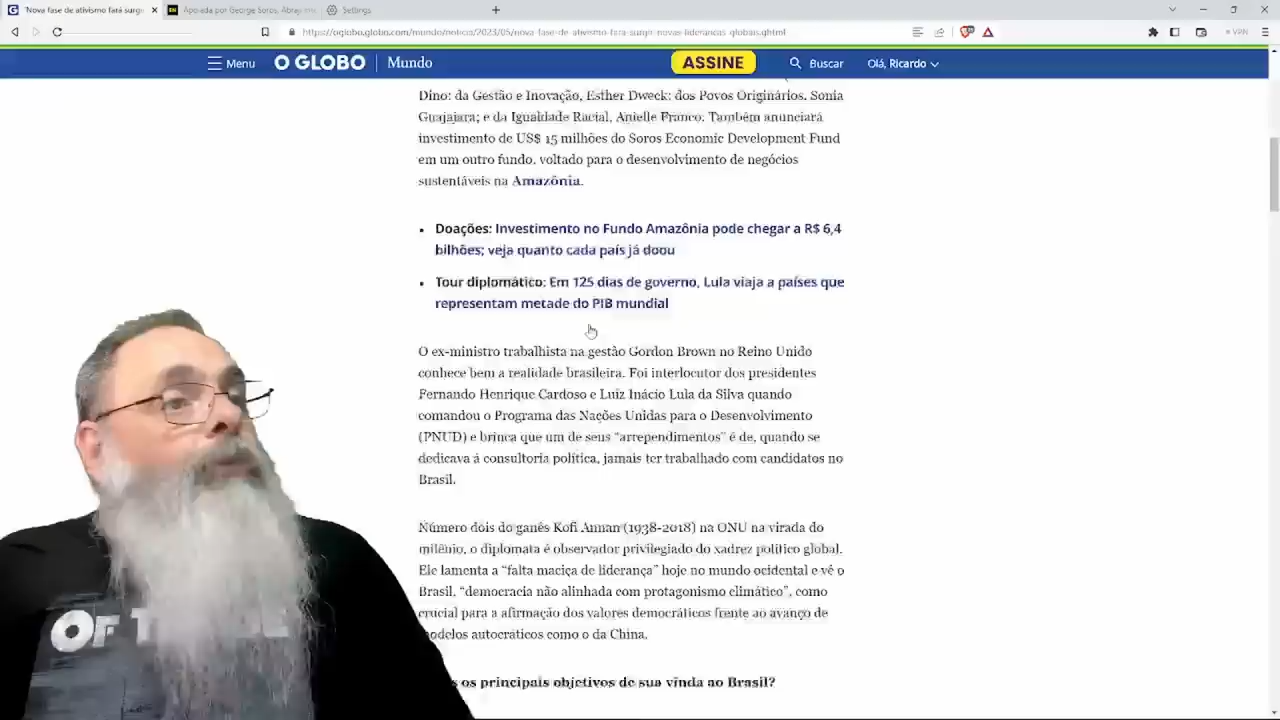 "Nova fase de ativismo fará surgi
Apoiada por George Soros, Abraji
Settings
https://oglobo.globo.com/mundo/noticia/2023/05/nova-fase-de-ativismo-fara-surgir-novas-liderancas-globais.ghtml
VPN
Menu
O GLOBO
Mundo
ASSINE
Buscar
Olá, Ricardo
Dino; da Gestão e Inovação, Esther Dweck; dos Povos Originários, Sonia
Guajajara; e da Igualdade Racial, Anielle Franco. Também anunciará
investimento de US$ 15 milhões do Soros Economic Development Fund
em um outro fundo, voltado para o desenvolvimento de negócios
sustentáveis na Amazônia.
• Doações: Investimento no Fundo Amazônia pode chegar a R$ 6,4
bilhões; veja quanto cada país já doou
• Tour diplomático: Em 125 dias de governo, Lula viaja a países que
representam metade do PIB mundial
O ex-ministro trabalhista na gestão Gordon Brown no Reino Unido
conhece bem a realidade brasileira. Foi interlocutor dos presidentes
Fernando Henrique Cardoso e Luiz Inácio Lula da Silva quando
comandou o Programa das Nações Unidas para o Desenvolvimento
(PNUD) e brinca que um de seus “arrependimentos” é de, quando se
dedicava à consultoria política, jamais ter trabalhado com candidatos no
Brasil.
Número dois do ganês Kofi Annan (1938-2018) na ONU na virada do
milênio, o diplomata é observador privilegiado do xadrez político global.
Ele lamenta a “falta maciça de liderança” hoje no mundo ocidental e vê o
Brasil, “democracia não alinhada com protagonismo climático”, como
crucial para a afirmação dos valores democráticos frente ao avanço de
modelos autocráticos como o da China.
os principais objetivos de sua vinda ao Brasil?
OF